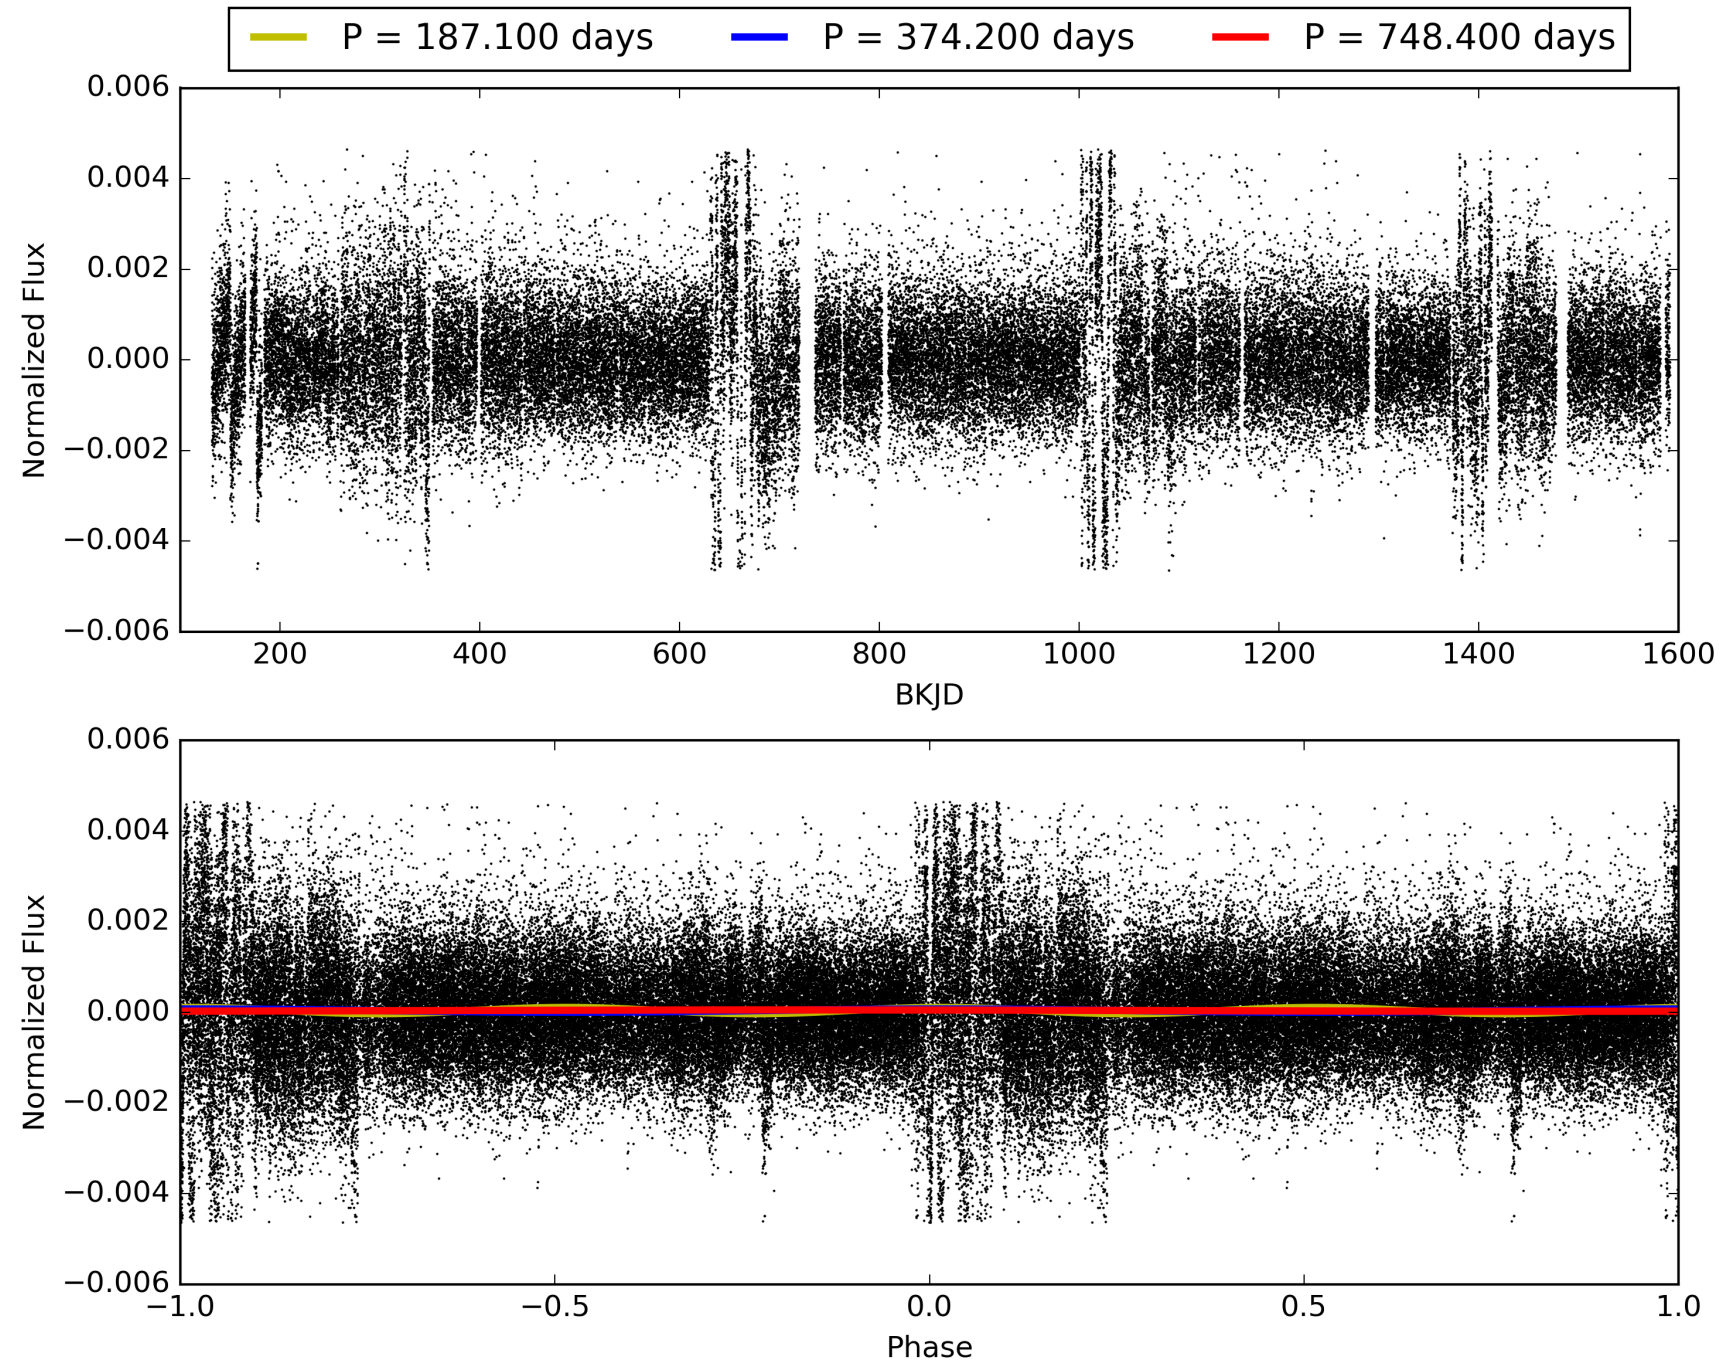 P = 187.100 days P = 374.200 days P = 748.400 days
0.006
0.004
0.002
0.000
−0.002
−0.004
−0.006
Normalized Flux
200 400 600 800 1000 1200 1400 1600
BKJD
0.006
0.004
0.002
0.000
−0.002
−0.004
−0.006
Normalized Flux
−1.0 −0.5 0.0 0.5 1.0
Phase